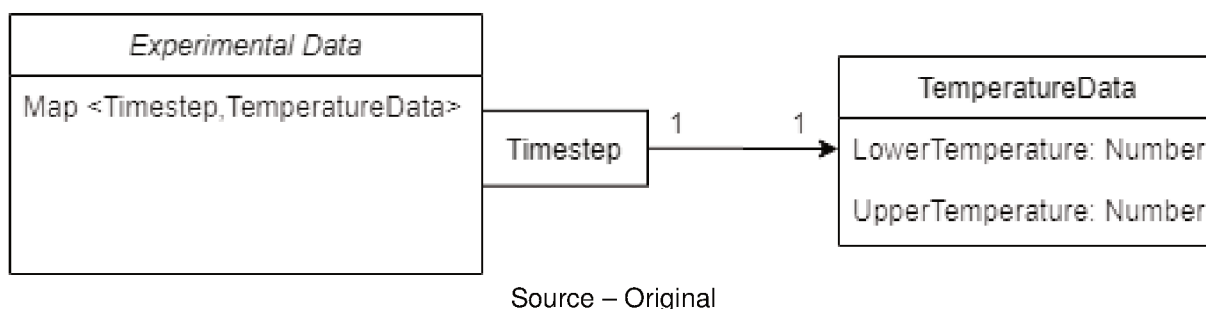 Experimental Data
Map <Timestep,TemperatureData>
Timestep
1
1
TemperatureData
LowerTemperature: Number
UpperTemperature: Number
Source – Original